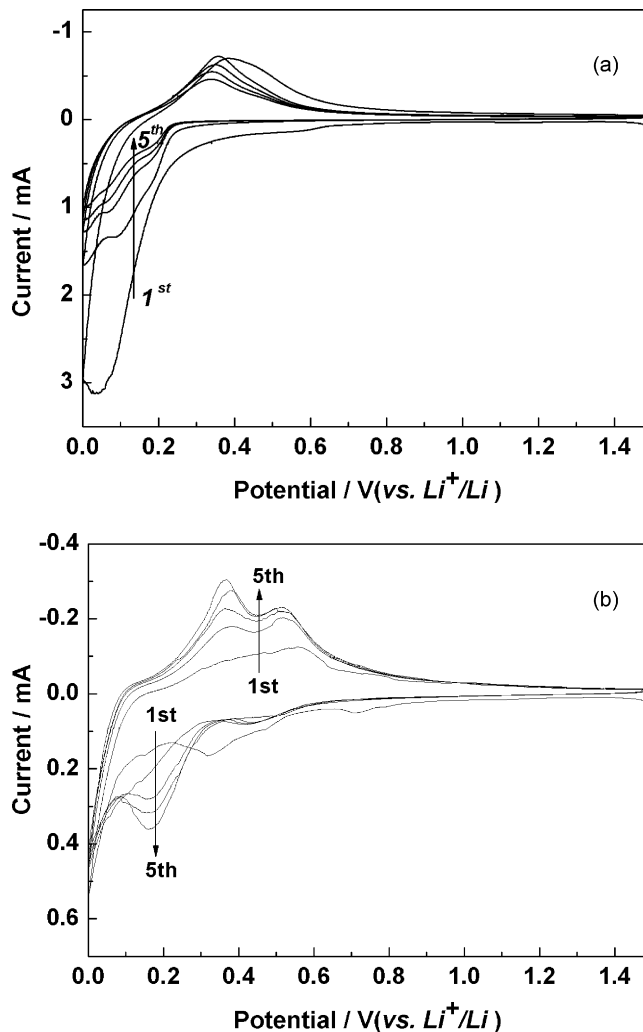 -1
(a)
0
5th
1
1st
2
3
Current / mA
0.0 0.2 0.4 0.6 0.8 1.0 1.2 1.4
Potential / V(vs. Li+/Li )
-0.4
5th
(b)
-0.2
1st
0.0
1st
0.2
0.4
5th
0.6
Current / mA
0.0 0.2 0.4 0.6 0.8 1.0 1.2 1.4
Potential / V(vs. Li+/Li )